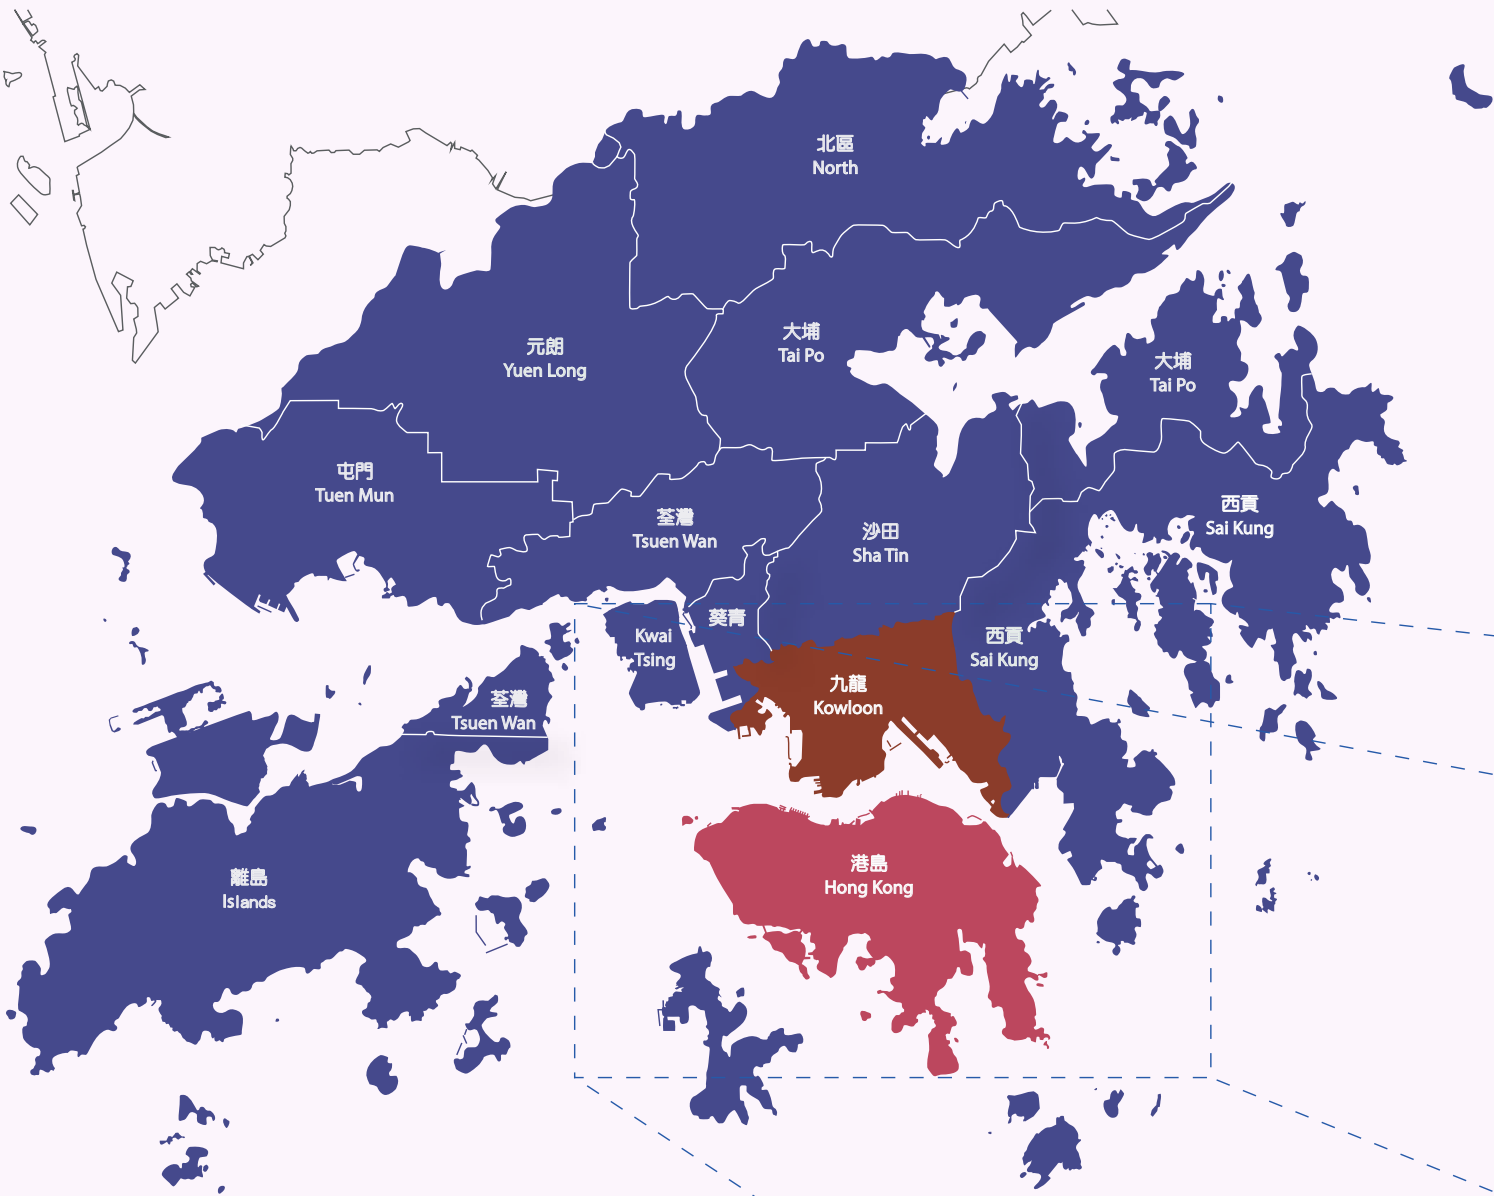 北區
North
元朗
Yuen Long
大埔
Tai Po
大埔
Tai Po
屯門
Tuen Mun
荃灣
Tsuen Wan
沙田
Sha Tin
西貢
Sai Kung
葵青
Kwai
Tsing
西貢
Sai Kung
荃灣
Tsuen Wan
九龍
Kowloon
離島
Islands
港島
Hong Kong